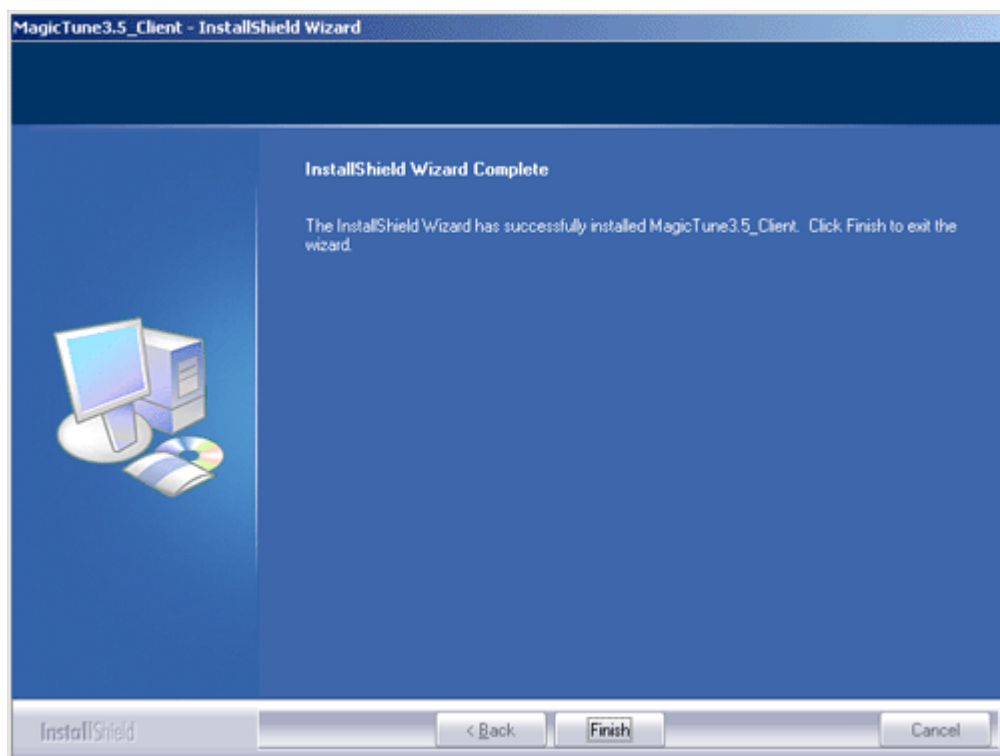 MagicTune3.5_Client - InstallShield Wizard
InstallShield Wizard Complete
The InstallShield Wizard has successfully installed MagicTune3.5_Client. Click Finish to exit the
wizard.
InstallShield
< Back
Finish
Cancel